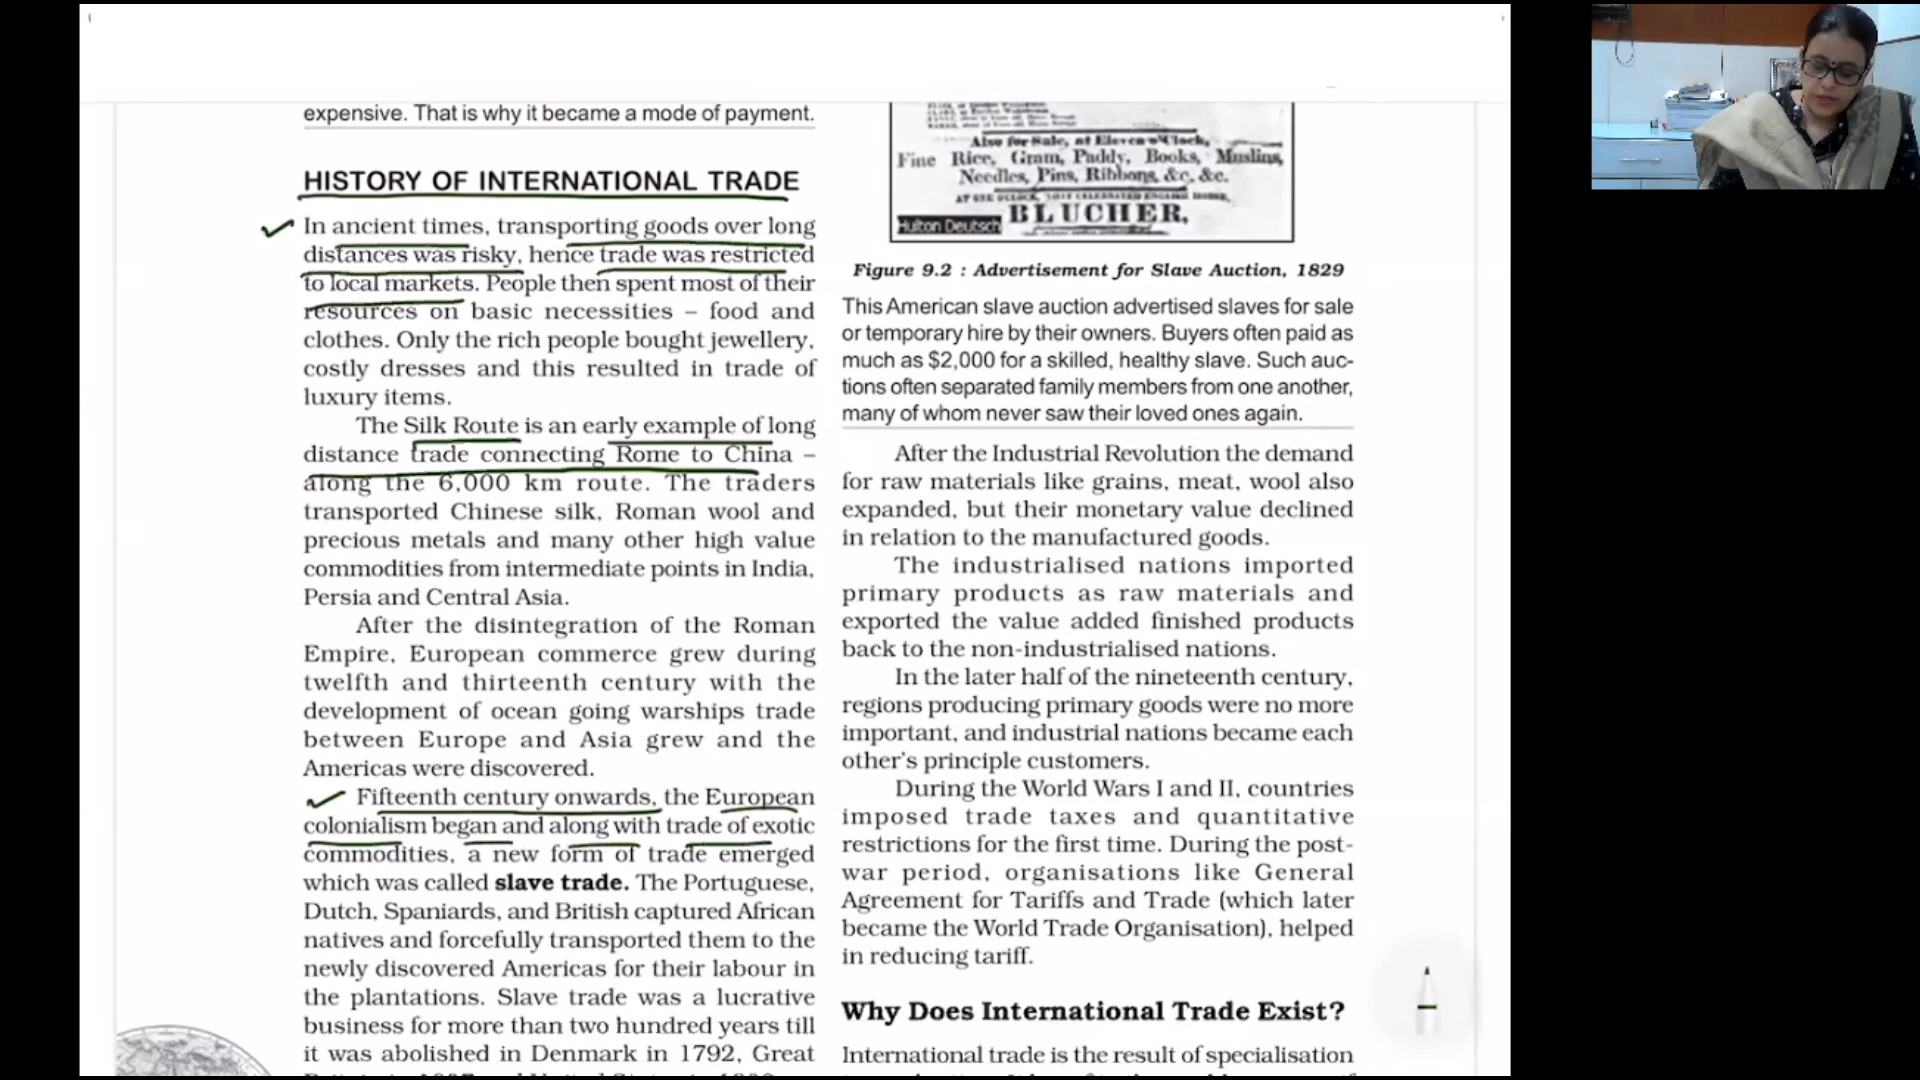 expensive. That is why it became a mode of payment.
HISTORY OF INTERNATIONAL TRADE
In ancient times, transporting goods over long
distances was risky, hence trade was restricted
to local markets. People then spent most of their
resources on basic necessities – food and
clothes. Only the rich people bought jewellery,
costly dresses and this resulted in trade of
luxury items.
The Silk Route is an early example of long
distance trade connecting Rome to China –
along the 6,000 km route. The traders
transported Chinese silk, Roman wool and
precious metals and many other high value
commodities from intermediate points in India,
Persia and Central Asia.
After the disintegration of the Roman
Empire, European commerce grew during
twelfth and thirteenth century with the
development of ocean going warships trade
between Europe and Asia grew and the
Americas were discovered.
Fifteenth century onwards, the European
colonialism began and along with trade of exotic
commodities, a new form of trade emerged
which was called slave trade. The Portuguese,
Dutch, Spaniards, and British captured African
natives and forcefully transported them to the
newly discovered Americas for their labour in
the plantations. Slave trade was a lucrative
business for more than two hundred years till
it was abolished in Denmark in 1792, Great
Also for Sale, at Eleven o'Clock,
Fine Rice, Gram, Paddy, Books, Muslins,
Needles, Pins, Ribbons, &c. &c.
BLUCHER,
Hulton Deutsch
Figure 9.2 : Advertisement for Slave Auction, 1829
This American slave auction advertised slaves for sale
or temporary hire by their owners. Buyers often paid as
much as $2,000 for a skilled, healthy slave. Such auc-
tions often separated family members from one another,
many of whom never saw their loved ones again.
After the Industrial Revolution the demand
for raw materials like grains, meat, wool also
expanded, but their monetary value declined
in relation to the manufactured goods.
The industrialised nations imported
primary products as raw materials and
exported the value added finished products
back to the non-industrialised nations.
In the later half of the nineteenth century,
regions producing primary goods were no more
important, and industrial nations became each
other's principle customers.
During the World Wars I and II, countries
imposed trade taxes and quantitative
restrictions for the first time. During the post-
war period, organisations like General
Agreement for Tariffs and Trade (which later
became the World Trade Organisation), helped
in reducing tariff.
Why Does International Trade Exist?
International trade is the result of specialisation